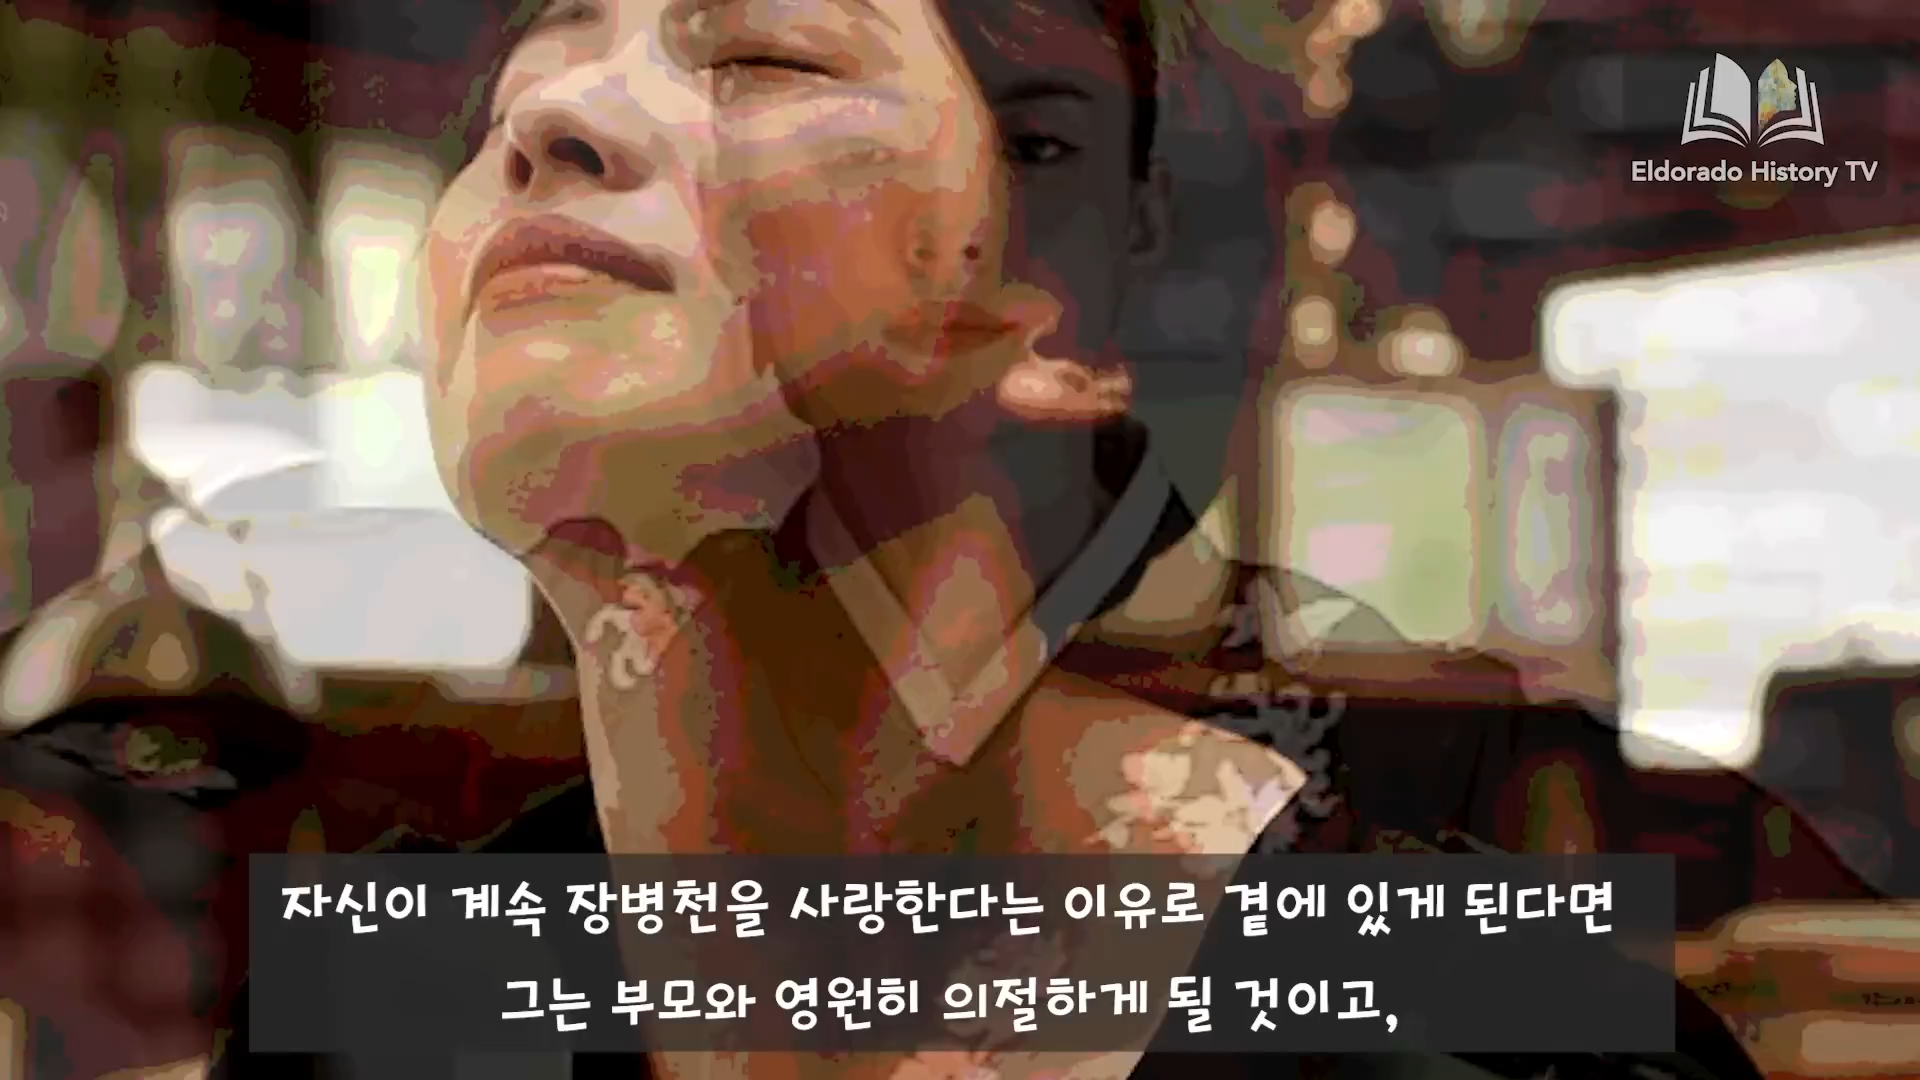 Eldorado History TV
자신이 계속 장병천을 사랑한다는 이유로 곁에 있게 된다면
그는 부모와 영원히 의절하게 될 것이고,